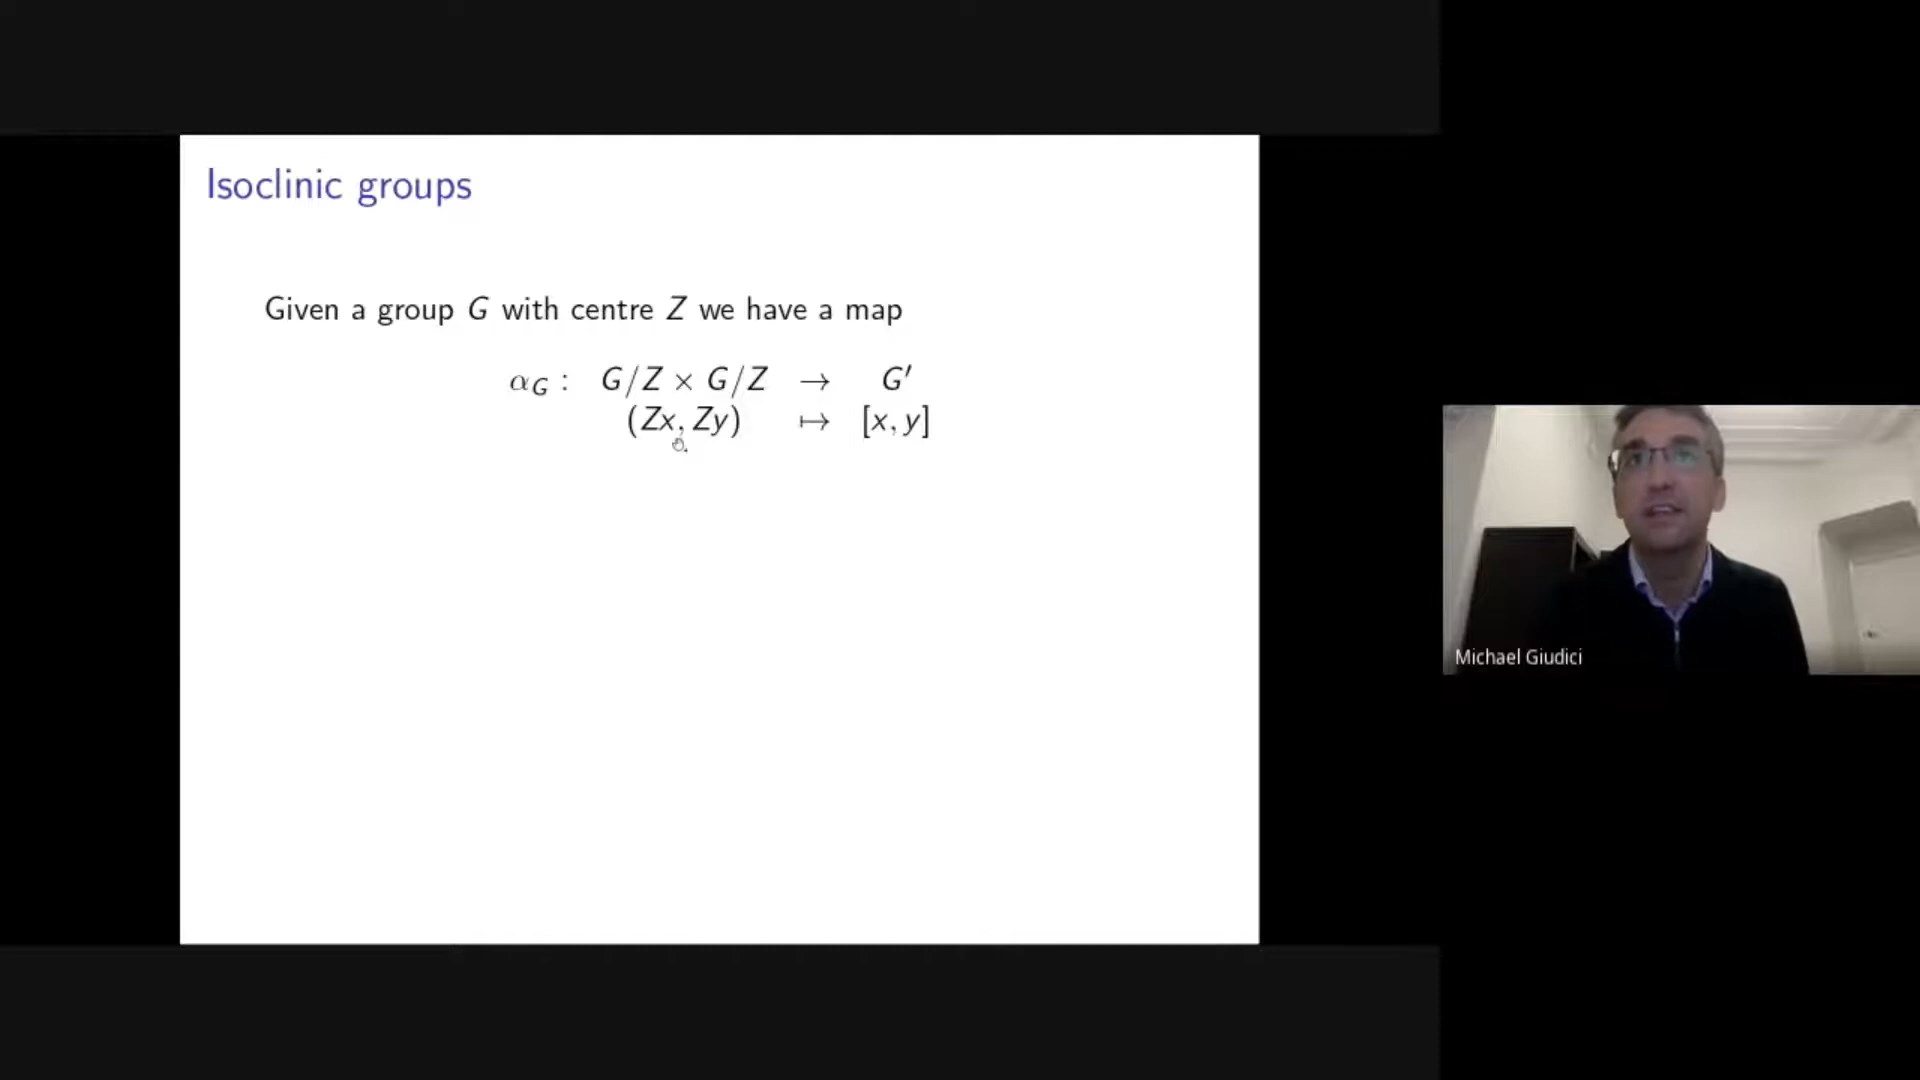 Isoclinic groups
Given a group G with centre Z we have a map
α_G : G/Z × G/Z → G′
(Zx, Zy) ↦ [x, y]
Michael Giudici